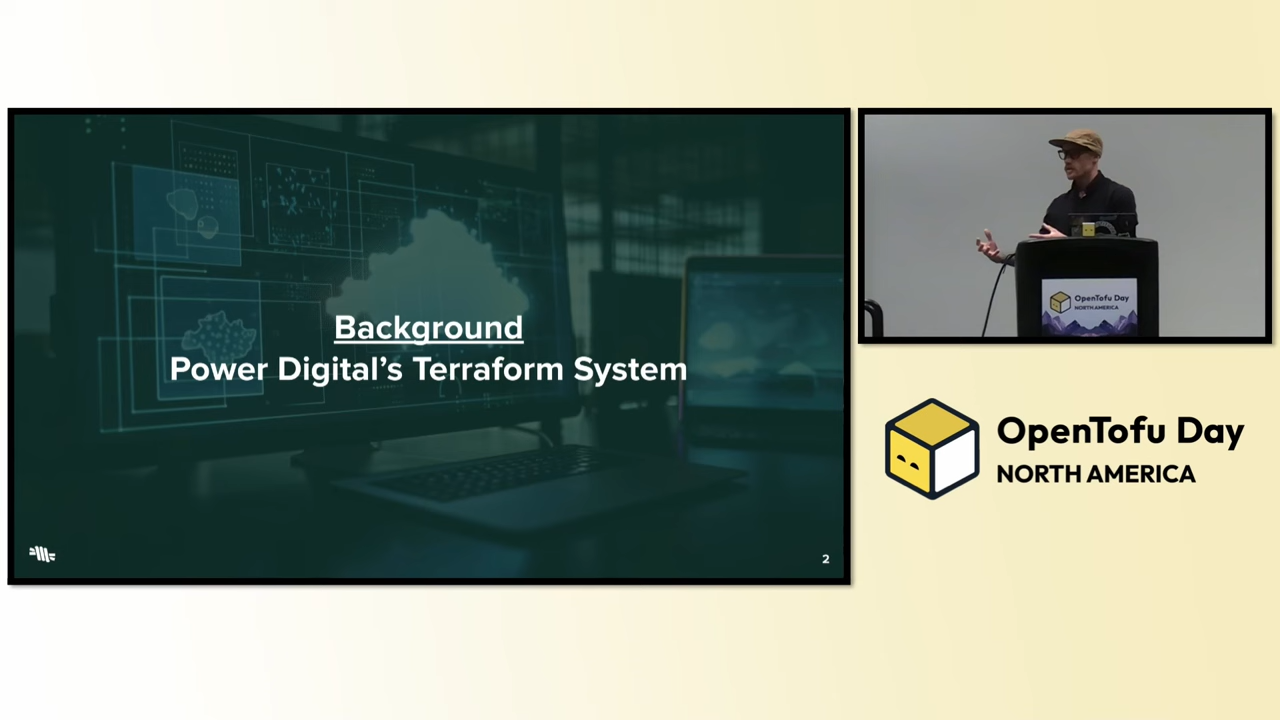 Background
Power Digital’s Terraform System
2
OpenTofu Day
NORTH AMERICA
OpenTofu Day
NORTH AMERICA